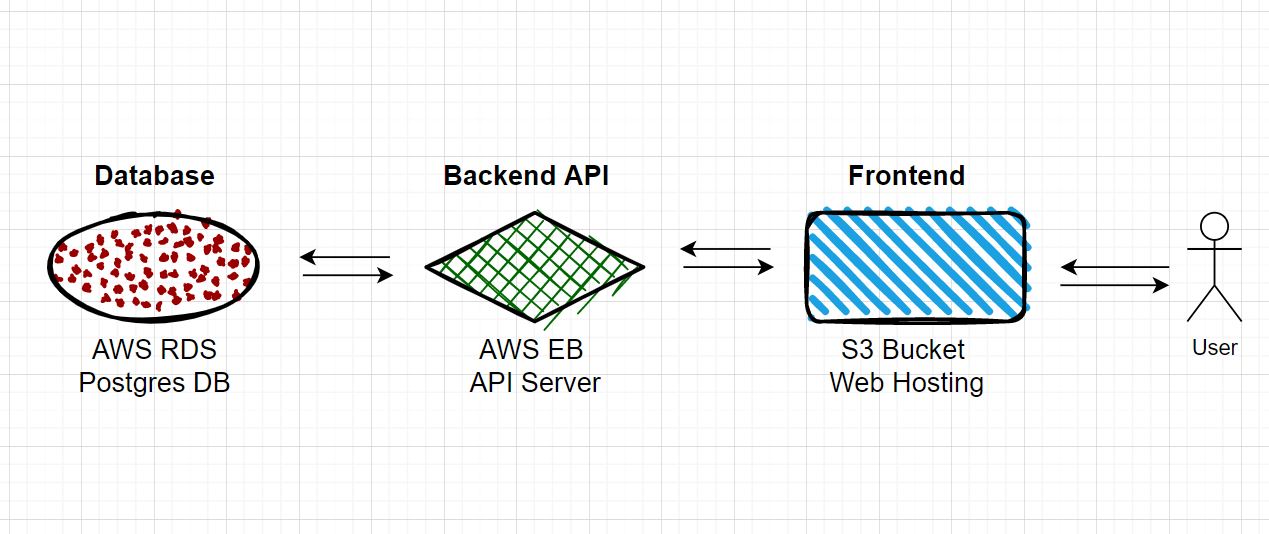 Database
Backend API
Frontend
AWS RDS
Postgres DB
AWS EB
API Server
S3 Bucket
Web Hosting
User